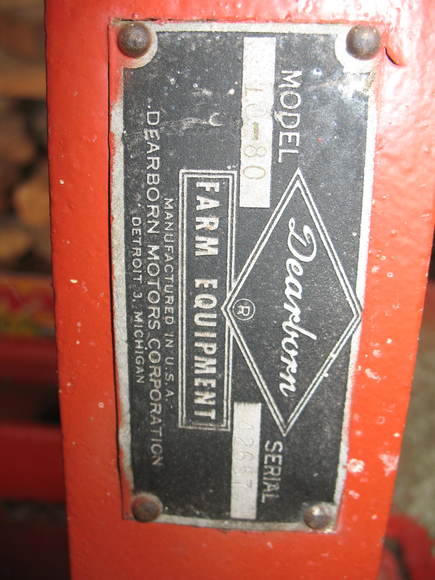 MODEL
10-80
Dearborn
®
SERIAL
FARM EQUIPMENT
MANUFACTURED IN U.S.A.
DEARBORN MOTORS CORPORATION
DETROIT 3, MICHIGAN